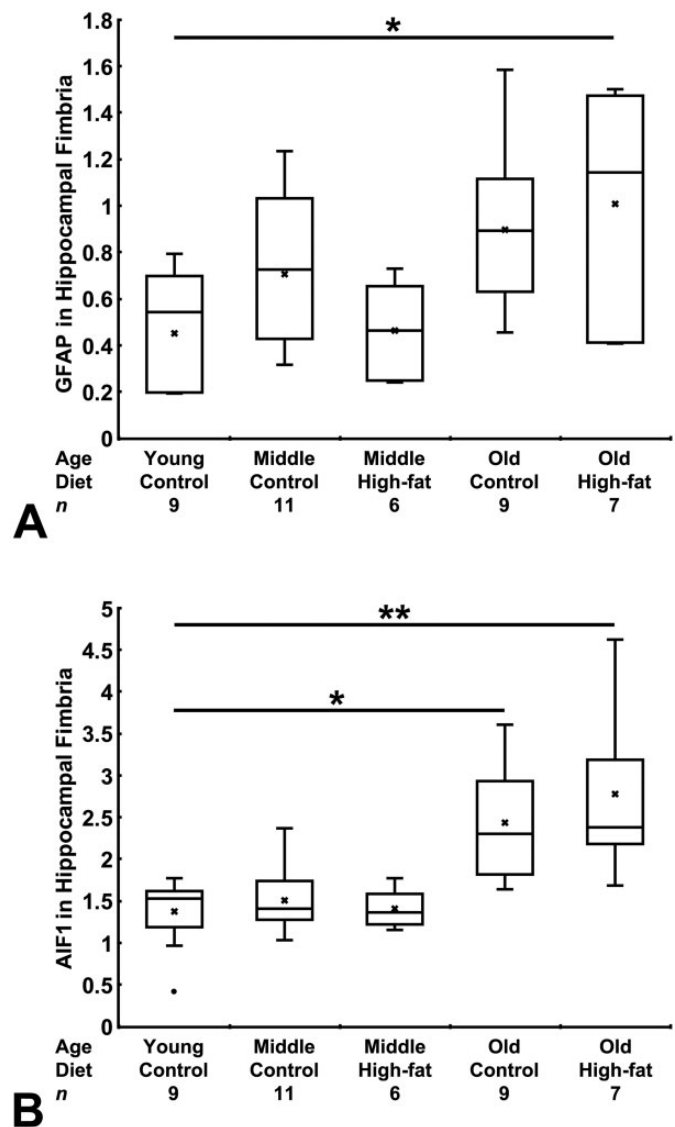 1.8
1.6
1.4
1.2
1
0.8
0.6
0.4
0.2
0
GFAP in Hippocampal Fimbria
*
Age Young Middle Middle Old Old
Diet Control Control High-fat Control High-fat
n 9 11 6 9 7
A
5
4.5
4
3.5
3
2.5
2
1.5
1
0.5
0
AIF1 in Hippocampal Fimbria
**
*
Age Young Middle Middle Old Old
Diet Control Control High-fat Control High-fat
n 9 11 6 9 7
B